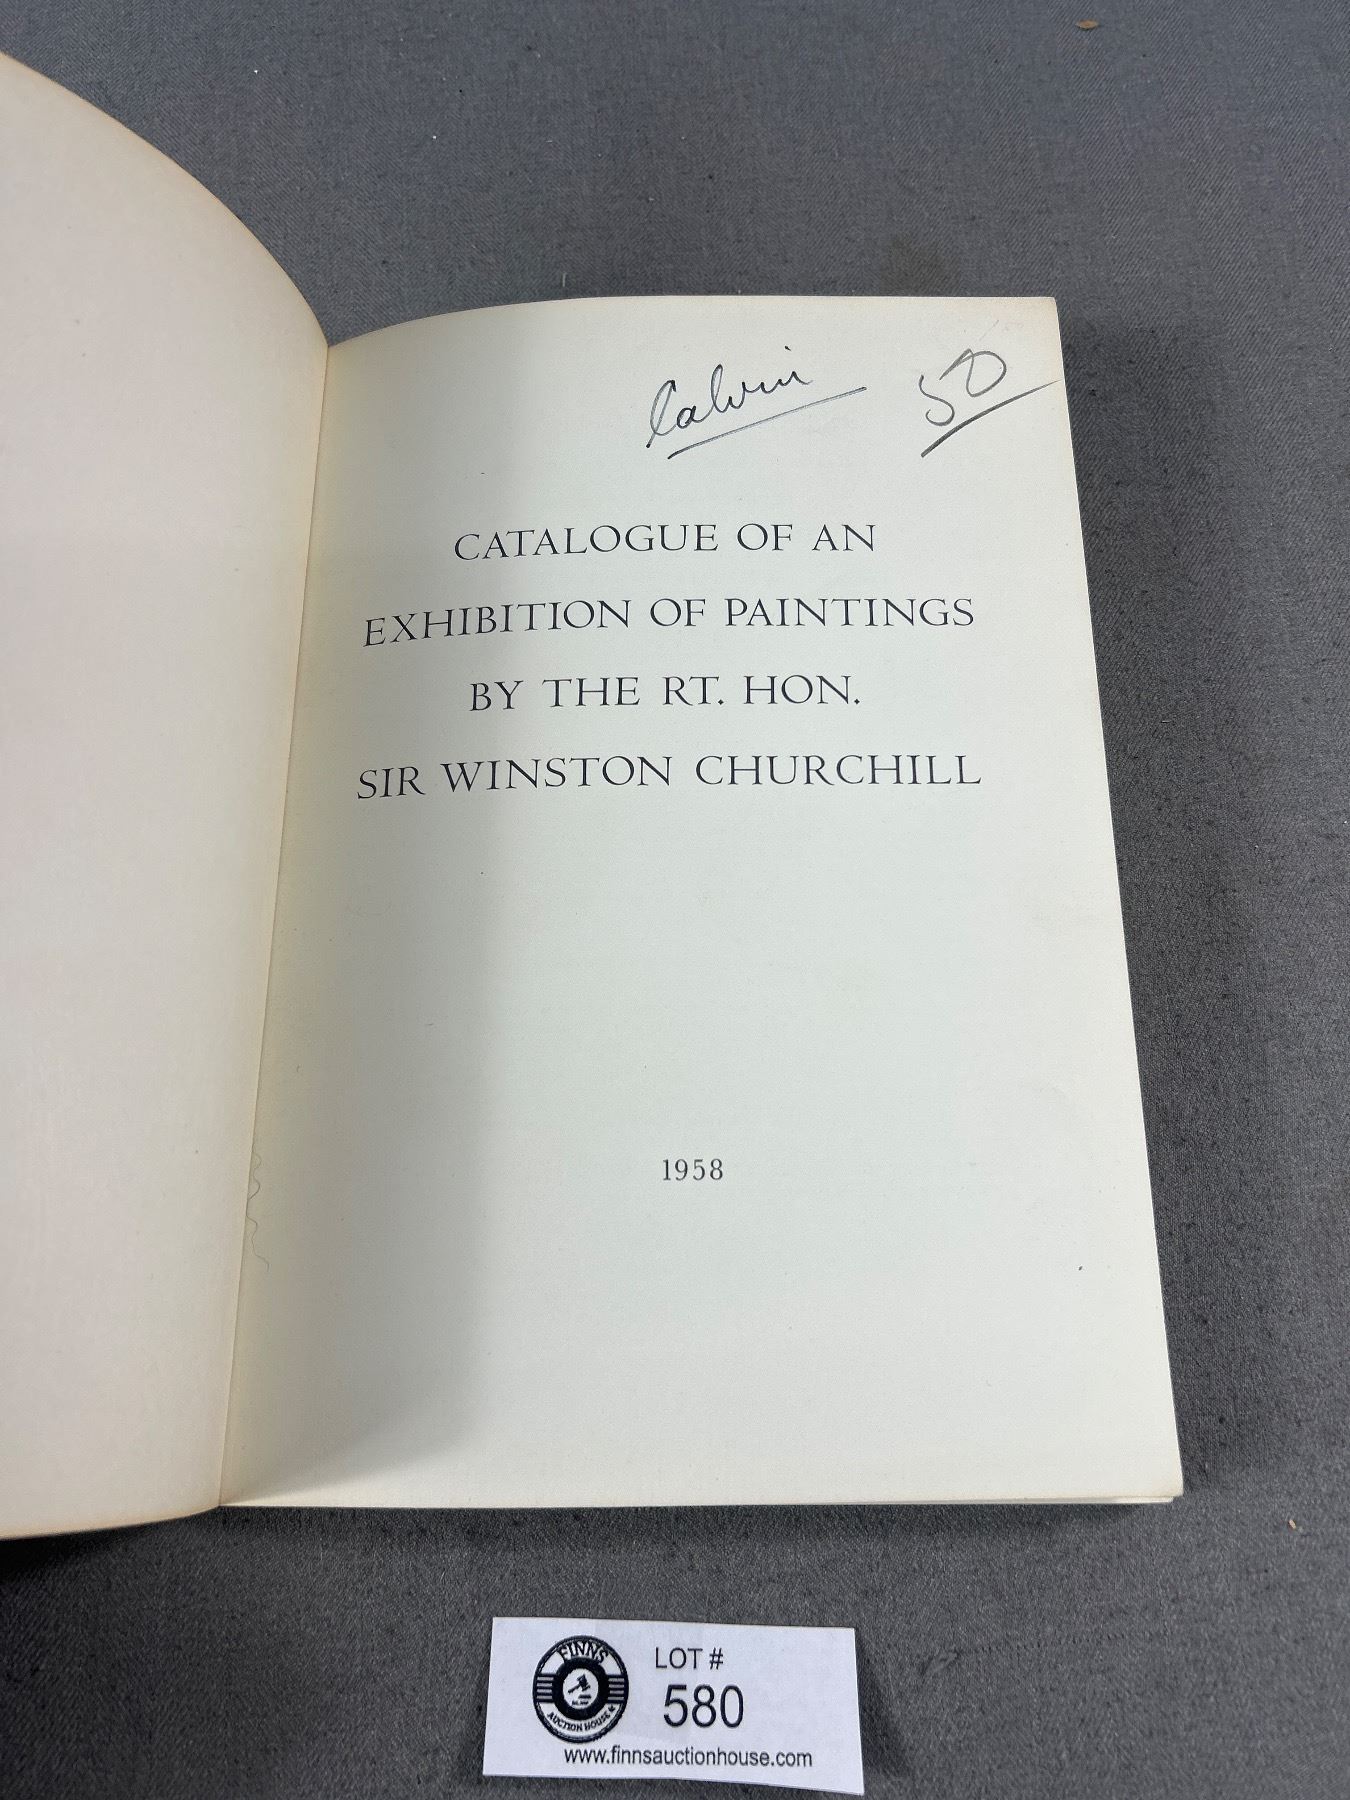 Calvin 50
CATALOGUE OF AN
EXHIBITION OF PAINTINGS
BY THE RT. HON.
SIR WINSTON CHURCHILL
1958
FINNS
AUCTION HOUSE
LOT #
580
www.finnsauctionhouse.com